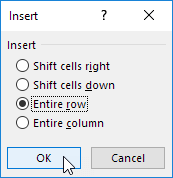 Insert
Insert
Shift cells right
Shift cells down
Entire row
Entire column
OK Cancel